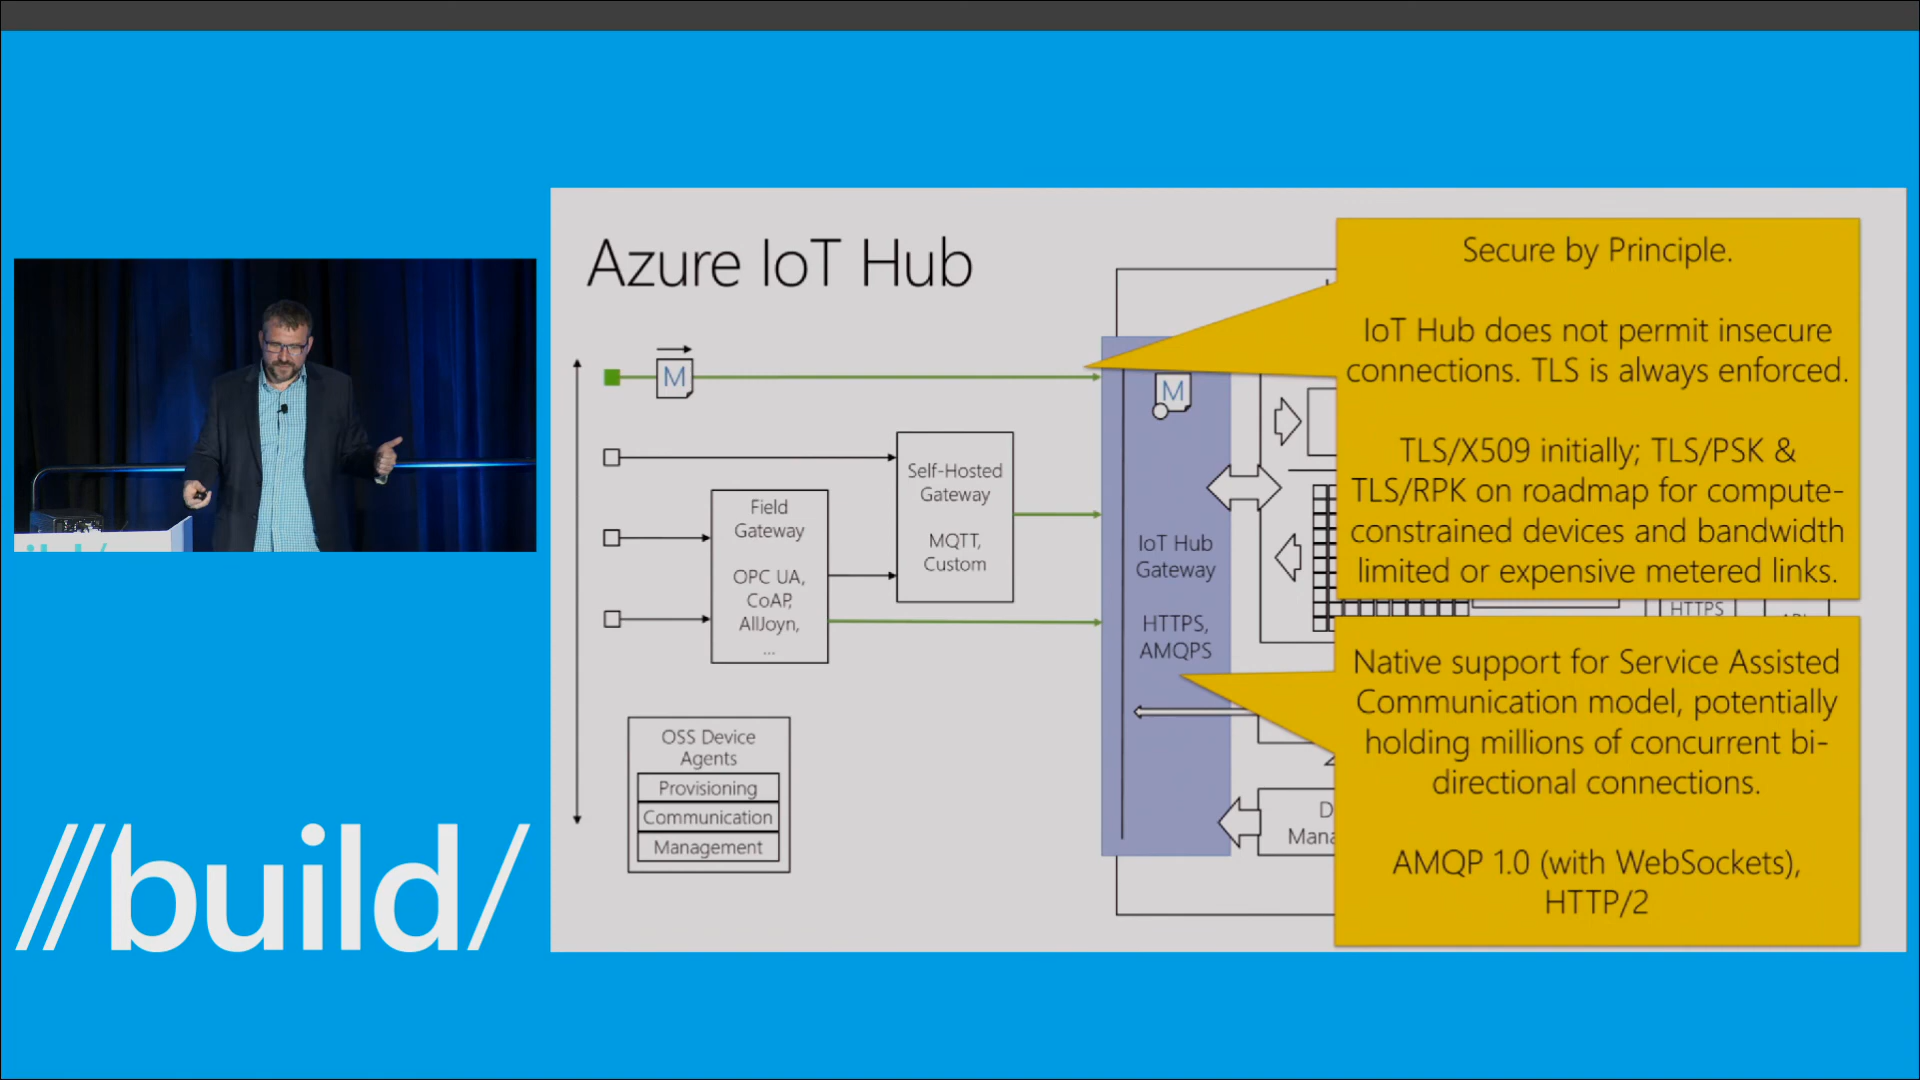 Azure IoT Hub
M
Self-Hosted
Gateway
MQTT,
Custom
Field
Gateway
OPC UA,
CoAP,
AllJoyn,
...
OSS Device
Agents
Provisioning
Communication
Management
M
IoT Hub
Gateway
HTTPS,
AMQPS
Secure by Principle.
IoT Hub does not permit insecure
connections. TLS is always enforced.
TLS/X509 initially; TLS/PSK &
TLS/RPK on roadmap for compute-
constrained devices and bandwidth
limited or expensive metered links.
HTTPS
Native support for Service Assisted
Communication model, potentially
holding millions of concurrent bi-
directional connections.
AMQP 1.0 (with WebSockets),
HTTP/2
//build/